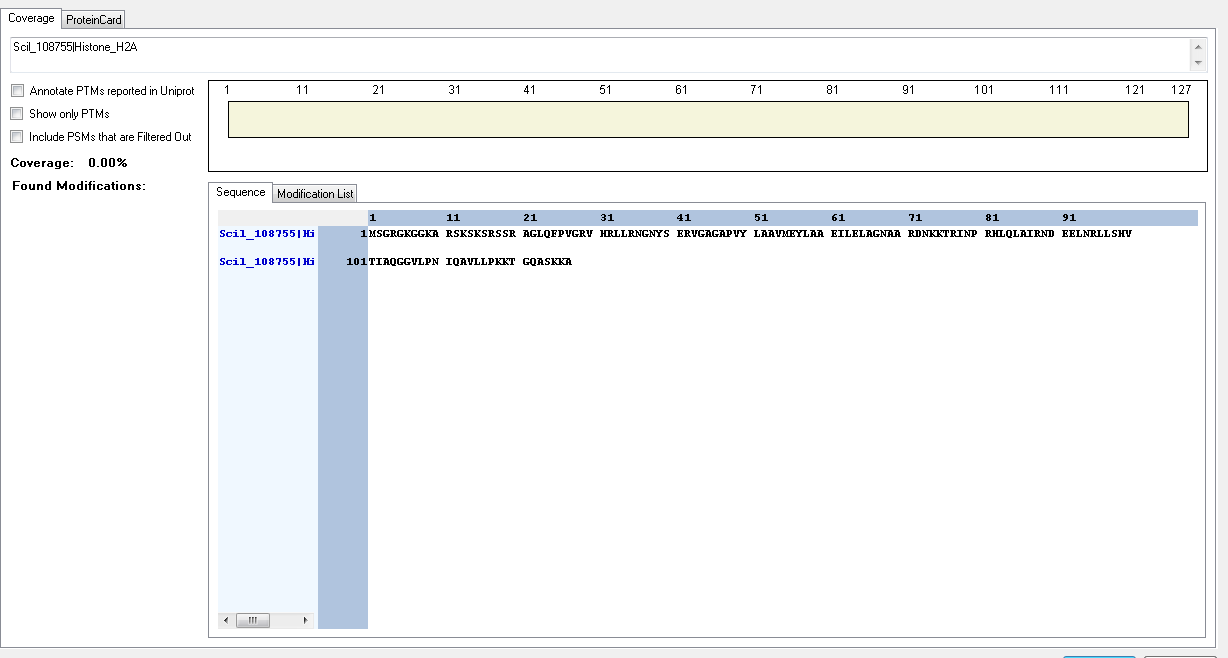 Coverage ProteinCard
Scil_108755|Histone_H2A
Annotate PTMs reported in Uniprot
Show only PTMs
Include PSMs that are Filtered Out
Coverage: 0.00%
Found Modifications:
1 11 21 31 41 51 61 71 81 91 101 111 121 127
Sequence Modification List
1 11 21 31 41 51 61 71 81 91
Scil_108755|Hi 1 MSGRGKGGKA RSKSKSRSSR AGLQFPVGRV HRLLRNGNYS ERVGAGAPVY LAAVMEYLAA EILELAGNAA RDNKKTRINP RHLQLAIRND EELNRLLSHV
Scil_108755|Hi 101 TIAQGGVLPN IQAVLLPKKT GQASKKA